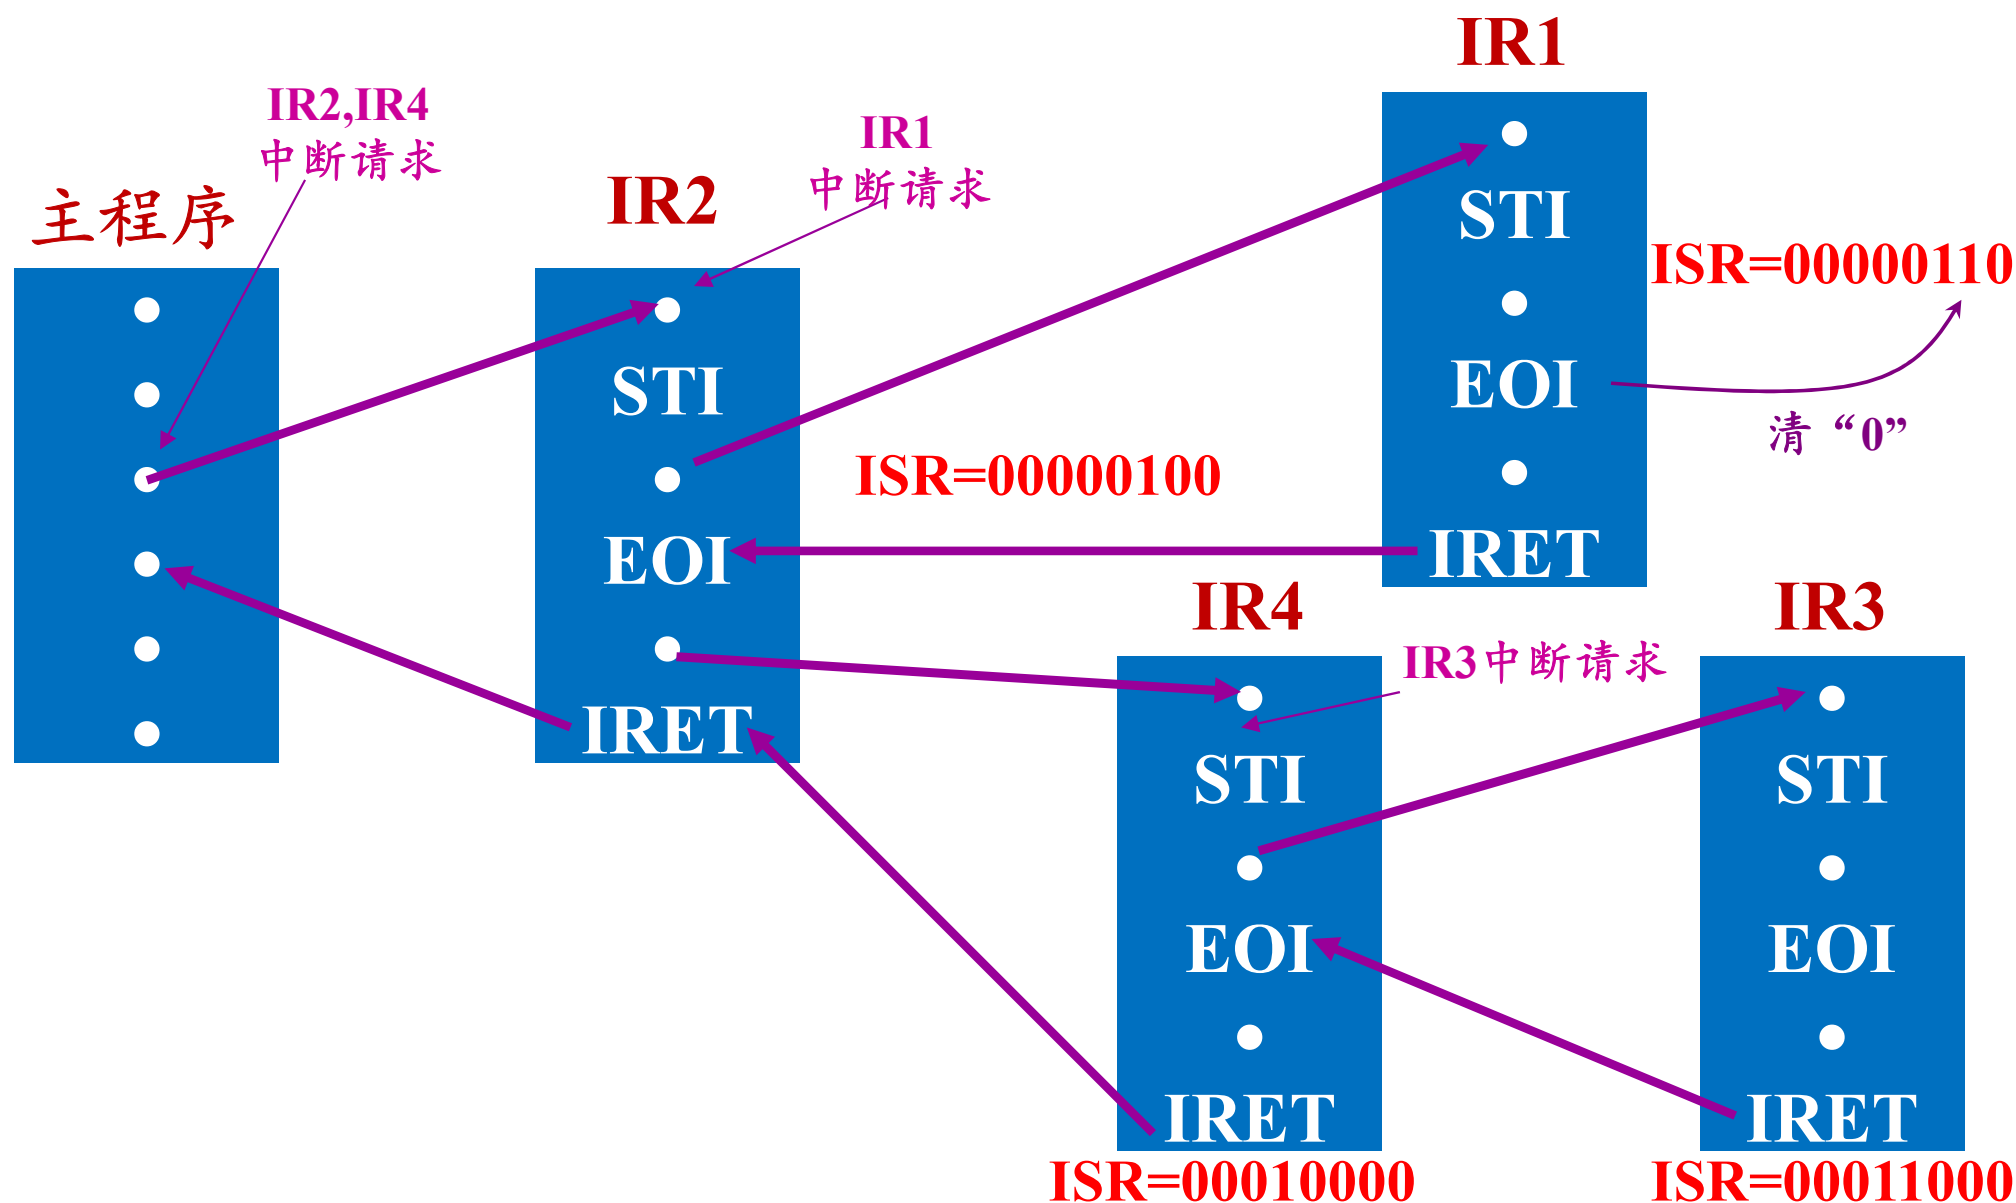 主程序
IR2,IR4
中断请求
IR2
STI
EOI
IRET
IR1
中断请求
ISR=00000100
IR1
STI
EOI
IRET
ISR=00000110
清“0”
IR4
STI
EOI
IRET
ISR=00010000
IR3中断请求
IR3
STI
EOI
IRET
ISR=00011000